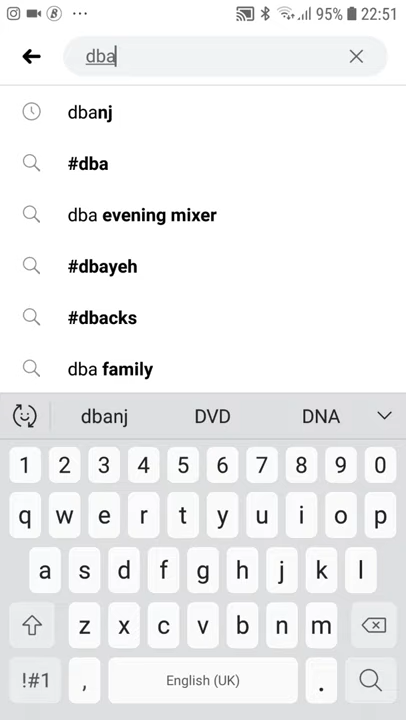 95% 22:51
dba
dbanj
#dba
dba evening mixer
#dbayeh
#dbacks
dba family
dbanj DVD DNA
1 2 3 4 5 6 7 8 9 0
q w e r t y u i o p
a s d f g h j k l
z x c v b n m
!#1 , English (UK) .